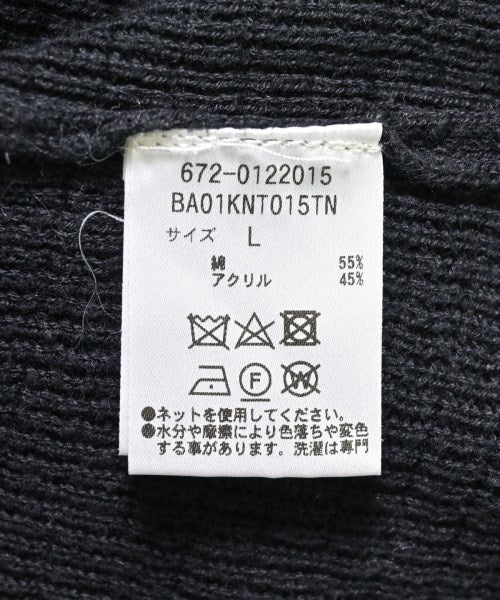 672-0122015
BA01KNT015TN
サイズ L
綿 55%
アクリル 45%
F W
●ネットを使用してください。
●水分や摩擦により色落ちや変色
する事があります。洗濯は専門